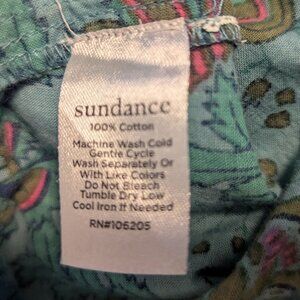 sundance
100% Cotton
Machine Wash Cold
Gentle Cycle
Wash Separately Or
With Like Colors
Do Not Bleach
Tumble Dry Low
Cool Iron If Needed
RN#106205